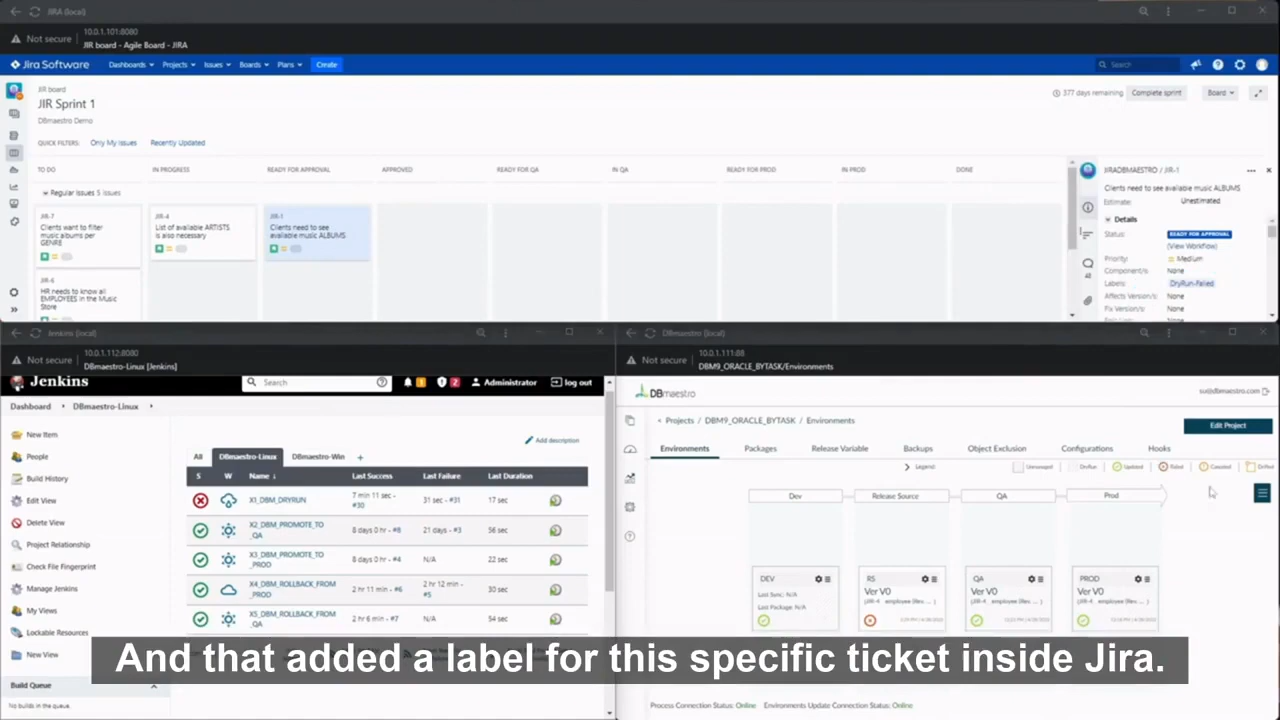 JIRA (local)
Not secure
10.0.1.101:8080
JIR board - Agile Board - JIRA
Jira Software Dashboards Projects Issues Boards Plans Create Search
JIR board
JIR Sprint 1
DBmaestro Demo
377 days remaining Complete sprint Board
QUICK FILTERS: Only My Issues Recently Updated
TO DO IN PROGRESS READY FOR APPROVAL APPROVED READY FOR QA IN QA READY FOR PROD IN PROD DONE
Regular Issues 5 issues
JIR-7
Clients want to filter
music albums per
GENRE
JIR-4
List of available ARTISTS
is also necessary
JIR-1
Clients need to see
available music ALBUMS
HR needs to know all
EMPLOYEES in the Music
Store
JIRADBMAESTRO / JIR-1
Clients need to see available music ALBUMS
Estimate: Unestimated
Details
Status: READY FOR APPROVAL
(View Workflow)
Priority: Medium
Component/s: None
Labels: DryRun-Failed
Affects Version/s: None
Fix Version/s: None
Jenkins [local]
Not secure
10.0.1.112:8080
DBmaestro-Linux [Jenkins]
Jenkins Search 1 2 Administrator log out
Dashboard DBmaestro-Linux
New Item
People
Build History
Edit View
Delete View
Project Relationship
Check File Fingerprint
Manage Jenkins
My Views
Lockable Resources
New View
Build Queue
No builds in the queue.
Add description
All DBmaestro-Linux DBmaestro-Win +
S W Name ↓ Last Success Last Failure Last Duration
X1_DBM_DRYRUN 7 min 11 sec - #30 31 sec - #31 17 sec
X2_DBM_PROMOTE_TO_QA 8 days 0 hr - #8 21 days - #3 56 sec
X3_DBM_PROMOTE_TO_PROD 8 days 0 hr - #4 N/A 22 sec
X4_DBM_ROLLBACK_FROM_PROD 2 hr 11 min - #6 2 hr 12 min - #5 30 sec
X5_DBM_ROLLBACK_FROM_QA 2 hr 6 min - #7 N/A 54 sec
DBmaestro [local]
Not secure
10.0.1.111:88
DBM9_ORACLE_BYTASK/Environments
DBmaestro
su@dbmaestro.com
< Projects / DBM9_ORACLE_BYTASK / Environments
Edit Project
Environments Packages Release Variable Backups Object Exclusion Configurations Hooks
Legend: Unmanaged DryRun Updated Failed
Dev Release Source QA Prod
DEV
Last Sync: N/A
Last Package: N/A
RS
Ver V0
QA
Ver V0
PROD
Ver V0
And that added a label for this specific ticket inside Jira.
Process Connection Status: Online Environments Update Connection Status: Online